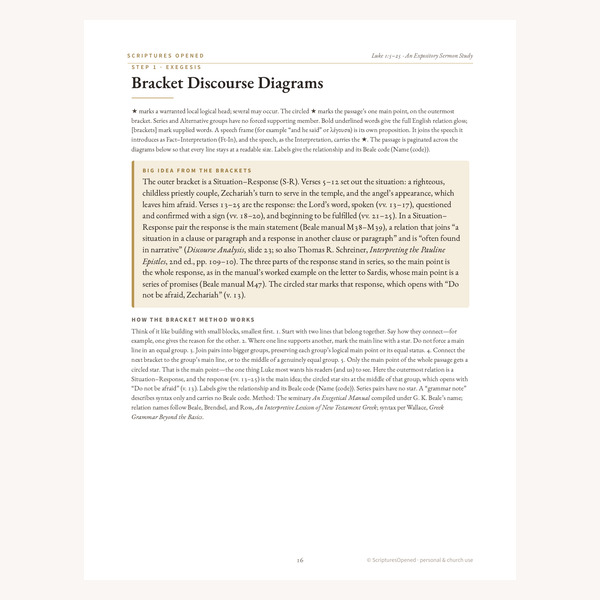 SCRIPTURES OPENED
Luke 1:5–25 · An Expository Sermon Study
STEP 1 · EXEGESIS
Bracket Discourse Diagrams
★ marks a warranted local logical head; several may occur. The circled ★ marks the passage's one main point, on the outermost
bracket. Series and Alternative groups have no forced supporting member. Bold underlined words give the full English relation gloss;
[brackets] mark supplied words. A speech frame (for example “and he said” or λέγουσα) is its own proposition. It joins the speech it
introduces as Fact–Interpretation (Ft-In), and the speech, as the Interpretation, carries the ★. The passage is paginated across the
diagrams below so that every line stays at a readable size. Labels give the relationship and its Beale code (Name (code)).
BIG IDEA FROM THE BRACKETS
The outer bracket is a Situation–Response (S-R). Verses 5–12 set out the situation: a righteous,
childless priestly couple, Zechariah's turn to serve in the temple, and the angel's appearance, which
leaves him afraid. Verses 13–25 are the response: the Lord's word, spoken (vv. 13–17), questioned
and confirmed with a sign (vv. 18–20), and beginning to be fulfilled (vv. 21–25). In a Situation–
Response pair the response is the main statement (Beale manual M38–M39), a relation that joins “a
situation in a clause or paragraph and a response in another clause or paragraph” and is “often found
in narrative” (Discourse Analysis, slide 23; so also Thomas R. Schreiner, Interpreting the Pauline
Epistles, 2nd ed., pp. 109–10). The three parts of the response stand in series, so the main point is
the whole response, as in the manual's worked example on the letter to Sardis, whose main point is a
series of promises (Beale manual M47). The circled star marks that response, which opens with “Do
not be afraid, Zechariah” (v. 13).
HOW THE BRACKET METHOD WORKS
Think of it like building with small blocks, smallest first. 1. Start with two lines that belong together. Say how they connect—for
example, one gives the reason for the other. 2. Where one line supports another, mark the main line with a star. Do not force a main
line in an equal group. 3. Join pairs into bigger groups, preserving each group's logical main point or its equal status. 4. Connect the
next bracket to the group's main line, or to the middle of a genuinely equal group. 5. Only the main point of the whole passage gets a
circled star. That is the main point—the one thing Luke most wants his readers (and us) to see. Here the outermost relation is a
Situation–Response, and the response (vv. 13–25) is the main idea; the circled star sits at the middle of that group, which opens with
“Do not be afraid” (v. 13). Labels give the relationship and its Beale code (Name (code)). Series pairs have no star. A “grammar note”
describes syntax only and carries no Beale code. Method: The seminary An Exegetical Manual compiled under G. K. Beale's name;
relation names follow Beale, Brendsel, and Ross, An Interpretive Lexicon of New Testament Greek; syntax per Wallace, Greek
Grammar Beyond the Basics.
16
© ScripturesOpened · personal & church use